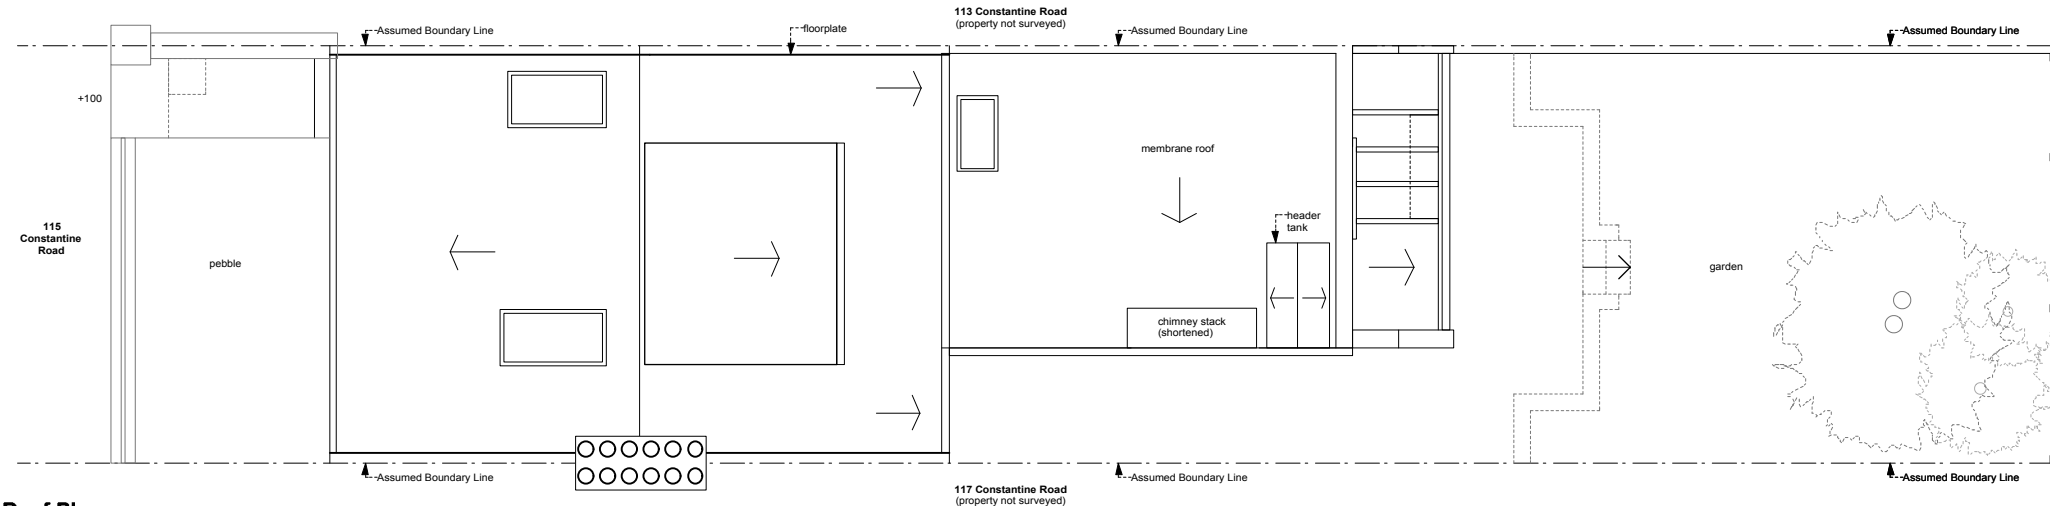 113 Constantine Road
(property not surveyed)
Assumed Boundary Line
floorplate
Assumed Boundary Line
Assumed Boundary Line
+100
membrane roof
115
Constantine
Road
pebble
header
tank
garden
chimney stack
(shortened)
Assumed Boundary Line
Assumed Boundary Line
Assumed Boundary Line
117 Constantine Road
(property not surveyed)